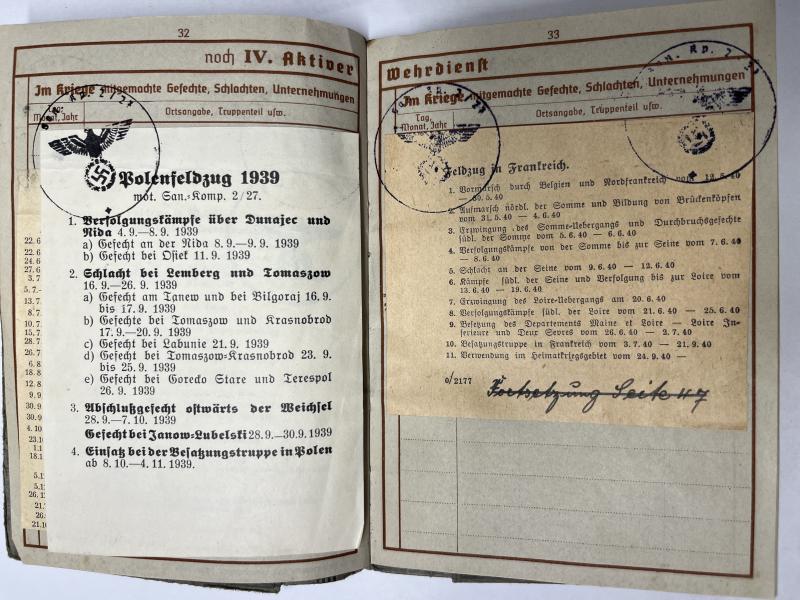 32
noch IV. Aktiver
Im Kriege mitgemachte Gefechte, Schlachten, Unternehmungen
Tag, Monat, Jahr
Ortsangabe, Truppenteil usw.
Polenfeldzug 1939
mot. San.-Komp. 2/27.
1. Verfolgungskämpfe über Dunajec und
Nida 4. 9.–8. 9. 1939
a) Gefecht an der Nida 8. 9.–9. 9. 1939
b) Gefecht bei Osiek 11. 9. 1939
2. Schlacht bei Lemberg und Tomaszow
16. 9.–26. 9. 1939
a) Gefecht am Tanew und bei Bilgoraj 16. 9.
bis 17. 9. 1939
b) Gefechte bei Tomaszow und Krasnobrod
17. 9.–20. 9. 1939
c) Gefecht bei Labunie 21. 9. 1939
d) Gefecht bei Tomaszow-Krasnobrod 23. 9.
bis 25. 9. 1939
e) Gefecht bei Gorecko Stare und Terespol
26. 9. 1939
3. Abschlußgefecht ostwärts der Weichsel
28. 9.–7. 10. 1939
Gefecht bei Janow-Lubelski 28. 9.–30. 9. 1939
4. Einsatz bei der Besatzungstruppe in Polen
ab 8. 10.–4. 11. 1939.
33
Wehrdienst
Im Kriege mitgemachte Gefechte, Schlachten, Unternehmungen
Tag, Monat, Jahr
Ortsangabe, Truppenteil usw.
Feldzug in Frankreich.
1. Vormarsch durch Belgien und Nordfrankreich vom 12. 5. 40
— 30. 5. 40
2. Aufmarsch nördl. der Somme und Bildung von Brückenköpfen
vom 31. 5. 40 - 4. 6. 40
3. Erzwingung des Somme-Uebergangs und Durchbruchsgefechte
südl. der Somme vom 5. 6. 40 — 6. 6. 40
4. Verfolgungskämpfe von der Somme bis zur Seine vom 7. 6. 40
— 8. 6. 40
5. Schlacht an der Seine vom 9. 6. 40 — 12. 6. 40
6. Kämpfe südl. der Seine und Verfolgung bis zur Loire vom
13. 6. 40 — 19. 6. 40
7. Erzwingung des Loire-Uebergangs am 20. 6. 40
8. Verfolgungskämpfe südl. der Loire vom 21. 6. 40 — 25. 6. 40
9. Besetzung des Departements Maine et Loire — Loire In-
ferieure und Deux Sevres vom 26. 6. 40 — 2. 7. 40
10. Besatzungstruppe in Frankreich vom 3. 7. 40 — 21. 9. 40
11. Verwendung im Heimatkriegsgebiet vom 24. 9. 40 —
0/2177
Fortsetzung Seite 47